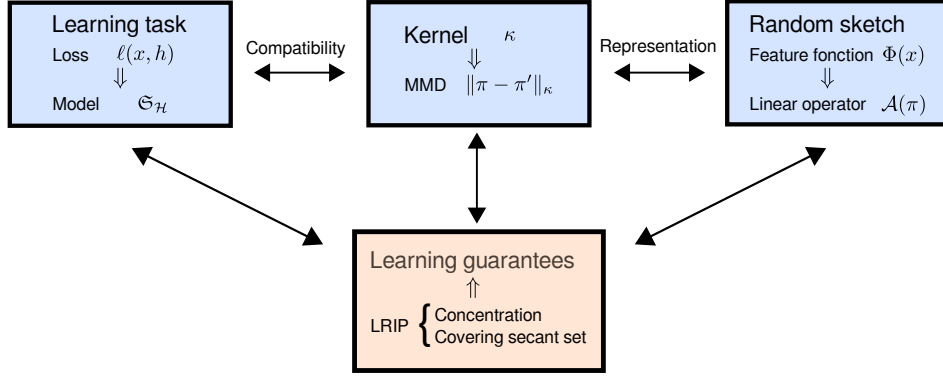 Learning task
Loss ℓ(x, h)
⇓
Model 𝔖_ℋ
Compatibility
Kernel κ
⇓
MMD ‖π − π′‖_κ
Representation
Random sketch
Feature fonction Φ(x)
⇓
Linear operator 𝒜(π)
Learning guarantees
⇑
LRIP { Concentration
Covering secant set